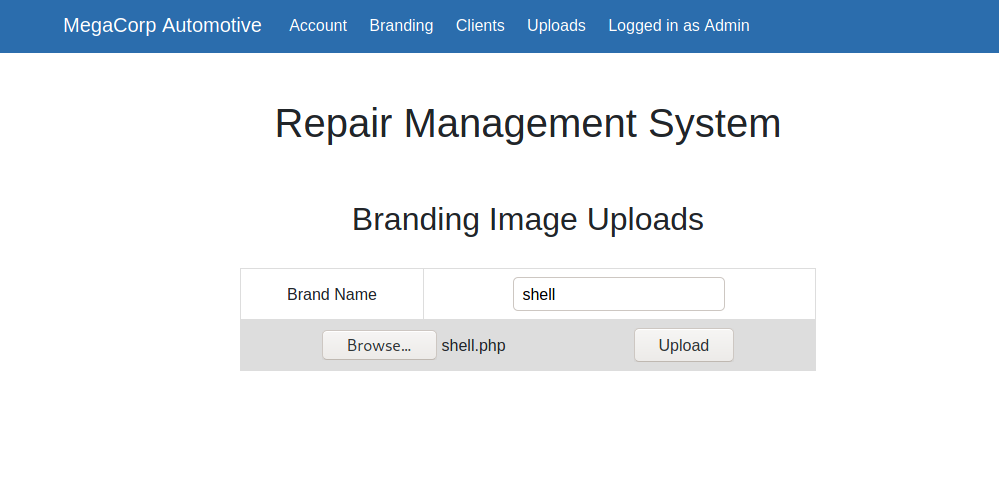 MegaCorp Automotive Account Branding Clients Uploads Logged in as Admin
Repair Management System
Branding Image Uploads
Brand Name shell
Browse... shell.php Upload